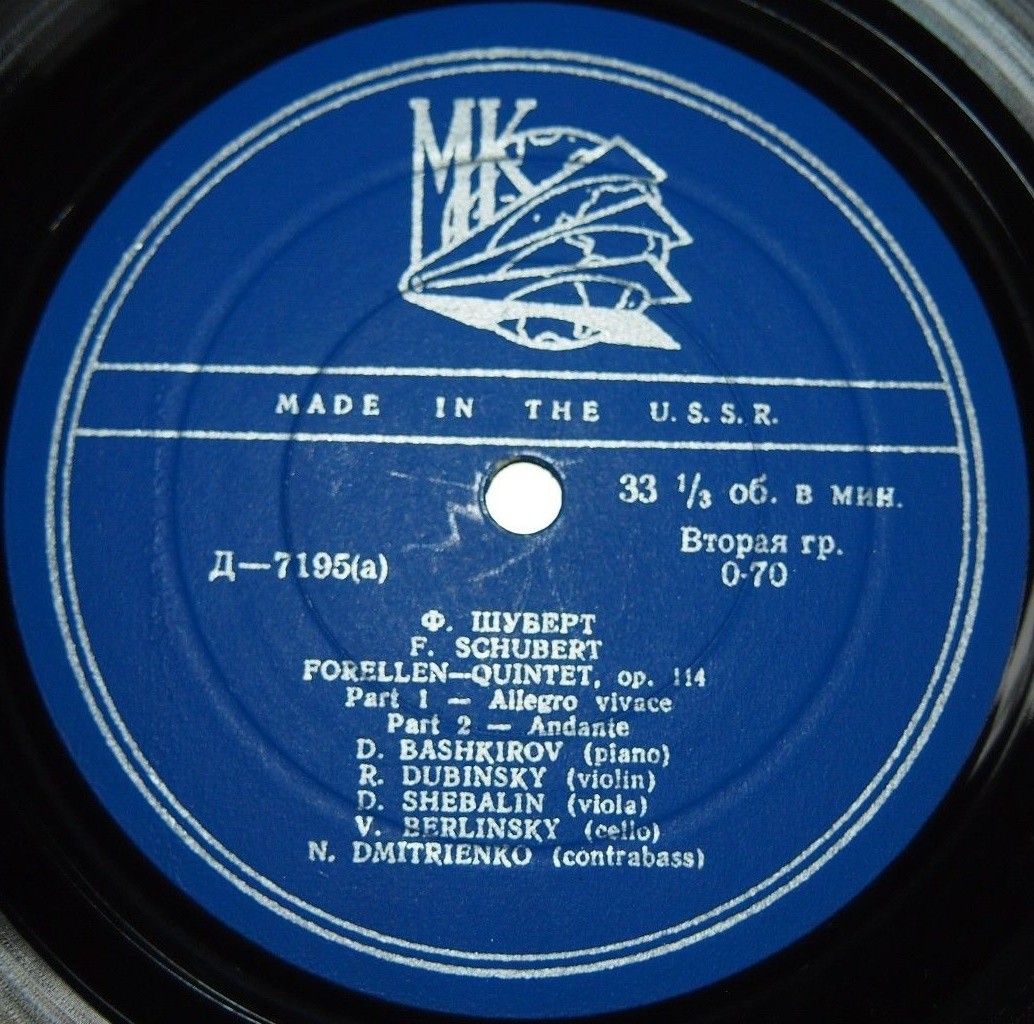 МК
MADE IN THE U.S.S.R.
33 ⅓ об. в мин.
Вторая гр.
Д—7195(а)
0-70
Ф. ШУБЕРТ
F. SCHUBERT
FORELLEN—QUINTET, op. 114
Part 1 — Allegro vivace
Part 2 — Andante
D. BASHKIROV (piano)
R. DUBINSKY (violin)
D. SHEBALIN (viola)
V. BERLINSKY (cello)
N. DMITRIENKO (contrabass)